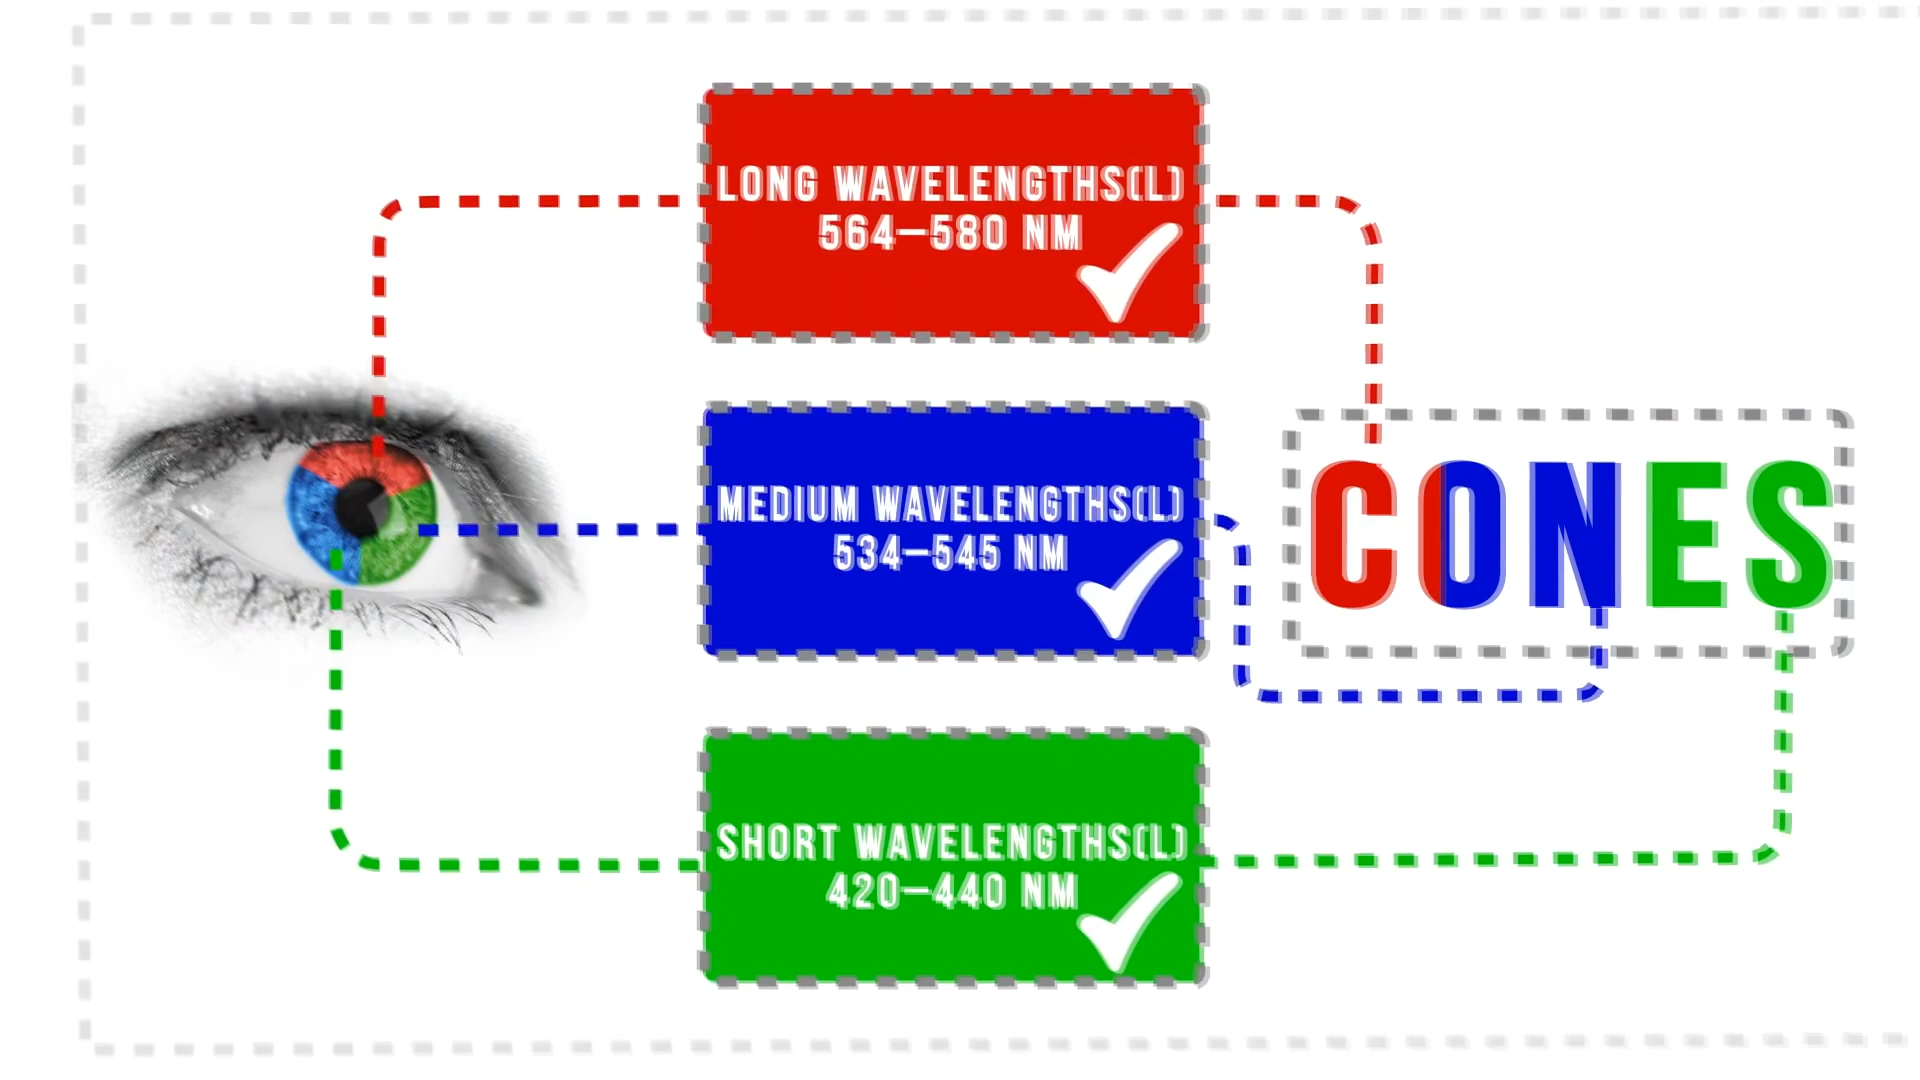 LONG WAVELENGTHS(L)
564–580 NM
MEDIUM WAVELENGTHS(L)
534–545 NM
CONES
SHORT WAVELENGTHS(L)
420–440 NM